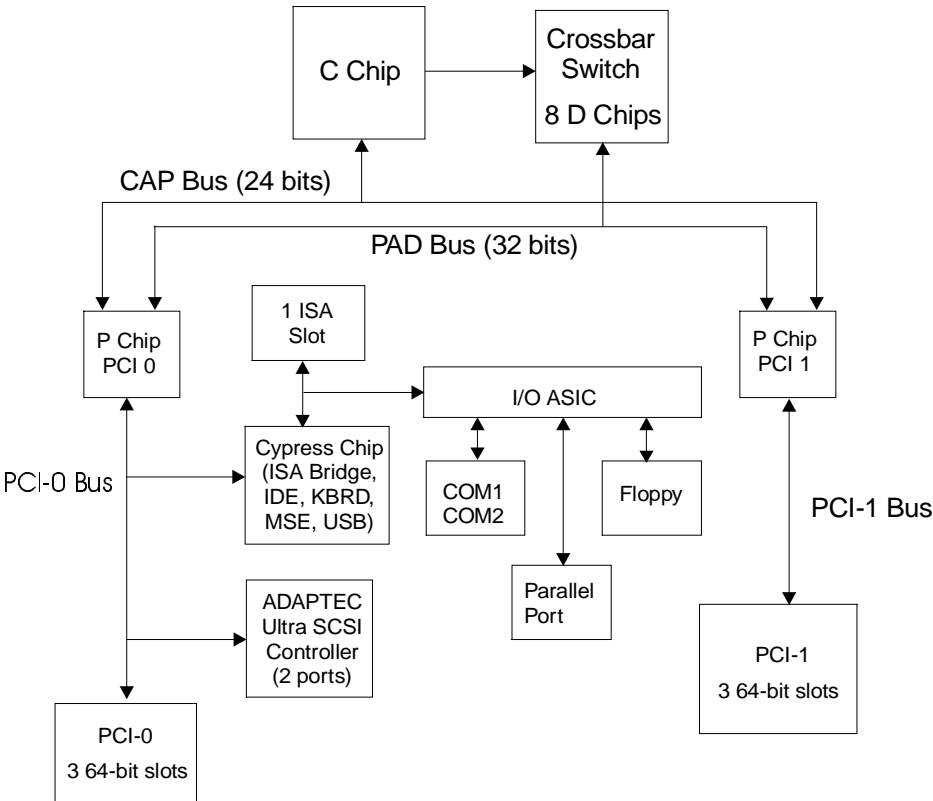 C Chip
Crossbar
Switch
8 D Chips
CAP Bus (24 bits)
PAD Bus (32 bits)
1 ISA
Slot
P Chip
PCI 0
P Chip
PCI 1
I/O ASIC
Cypress Chip
(ISA Bridge,
IDE, KBRD,
MSE, USB)
PCI-0 Bus
COM1
COM2
Floppy
PCI-1 Bus
Parallel
Port
ADAPTEC
Ultra SCSI
Controller
(2 ports)
PCI-1
3 64-bit slots
PCI-0
3 64-bit slots